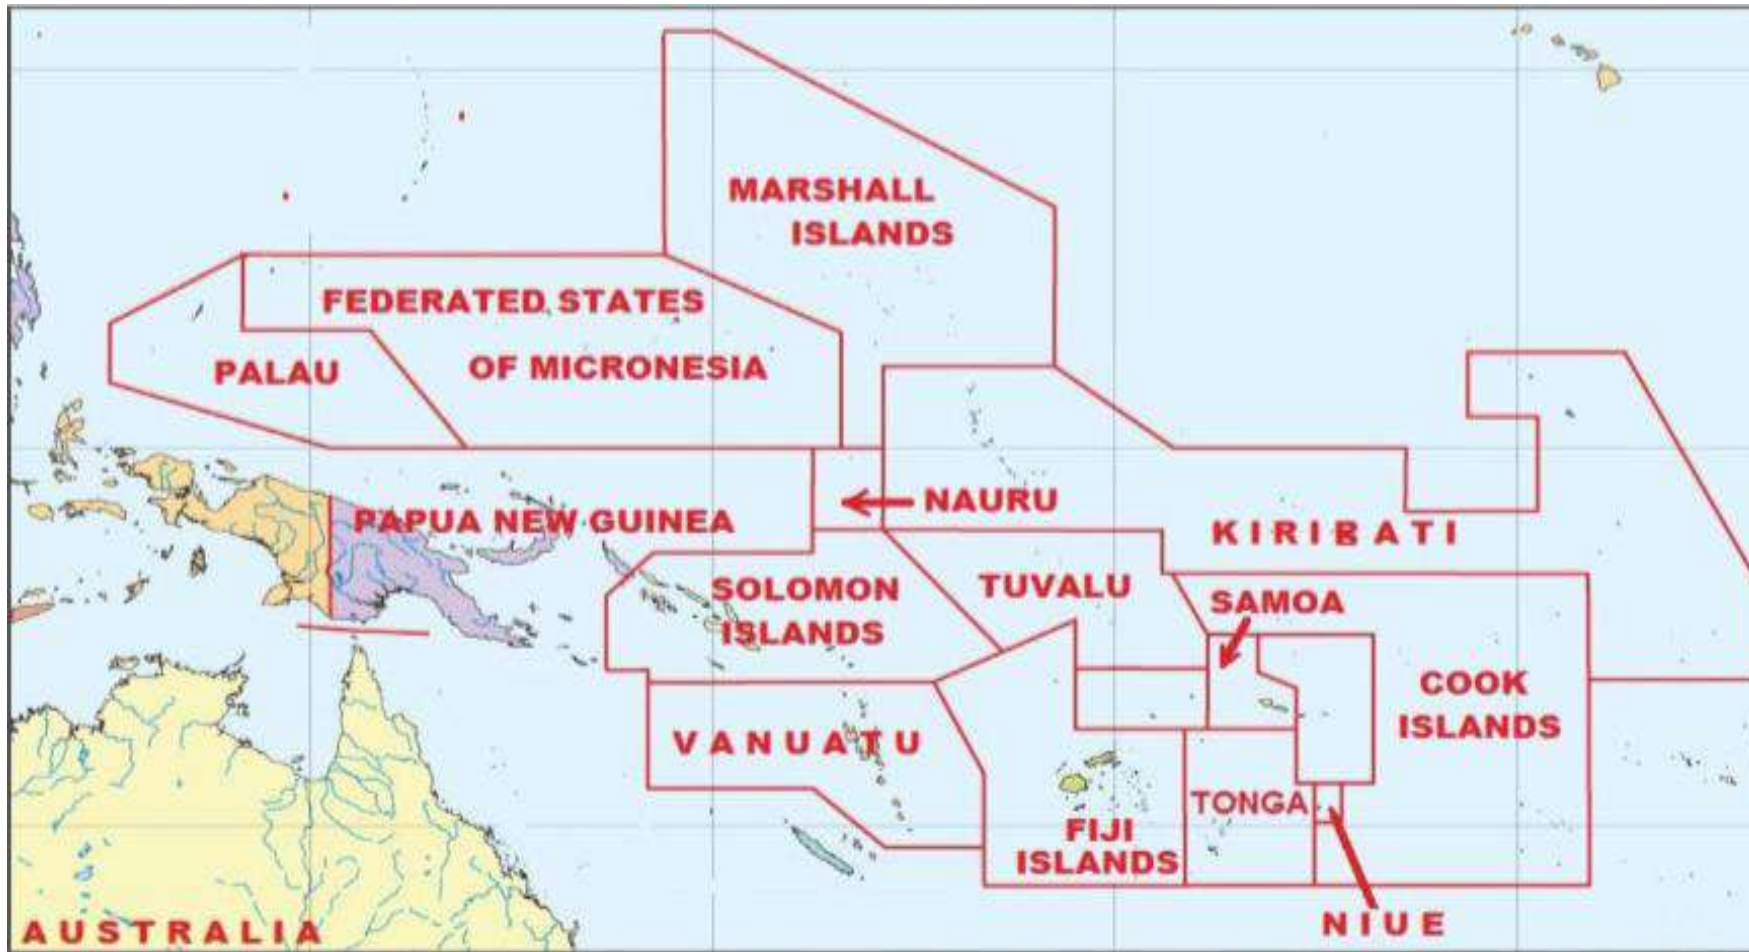 MARSHALL
ISLANDS
FEDERATED STATES
OF MICRONESIA
PALAU
NAURU
PAPUA NEW GUINEA
KIRIBATI
SOLOMON
ISLANDS
TUVALU
SAMOA
COOK
ISLANDS
VANUATU
TONGA
FIJI
ISLANDS
NIUE
AUSTRALIA